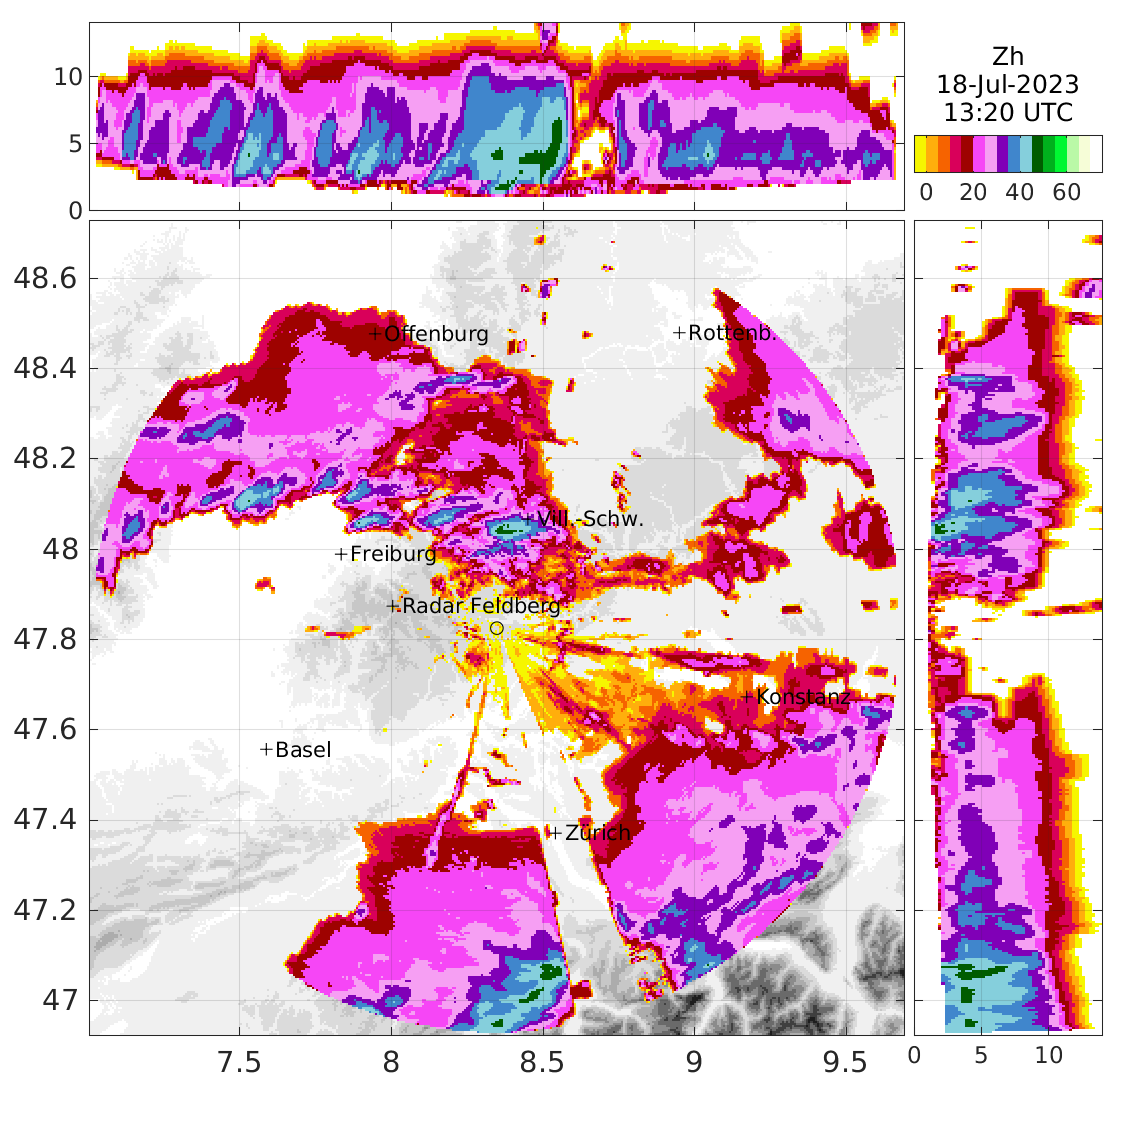 10
5
0
Zh
18-Jul-2023
13:20 UTC
0 20 40 60
48.6
48.4
48.2
48
47.8
47.6
47.4
47.2
47
+Offenburg
+Rottenb.
+Vill.-Schw.
+Freiburg
+Radar Feldberg
+Konstanz
+Basel
+Zürich
7.5 8 8.5 9 9.5
0 5 10